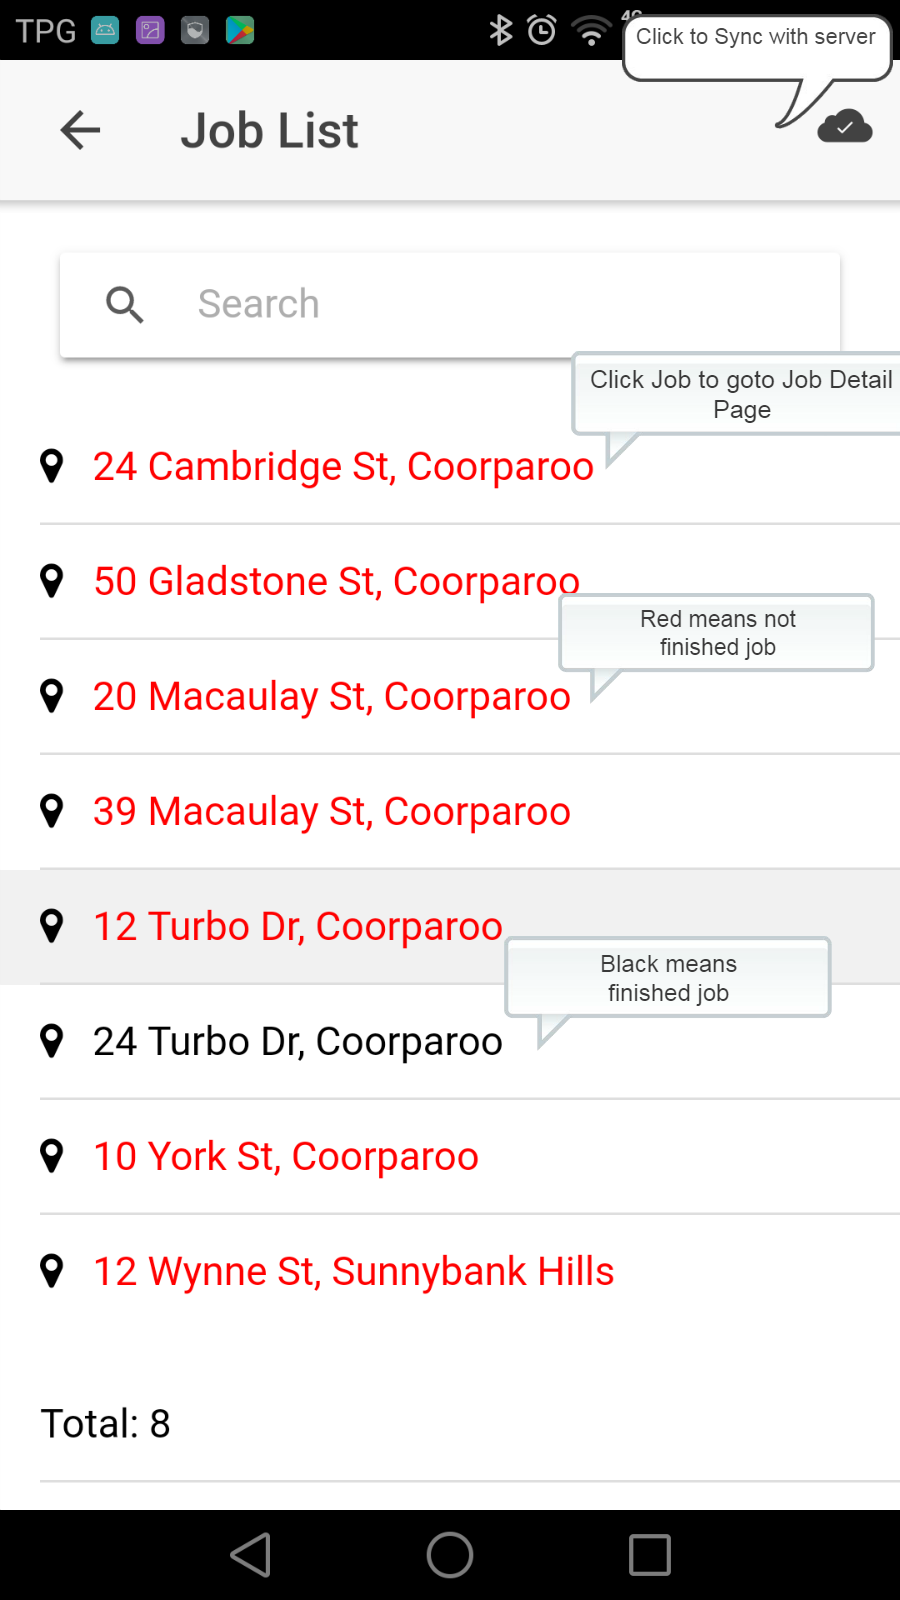 TPG
Click to Sync with server
Job List
Search
Click Job to goto Job Detail
Page
24 Cambridge St, Coorparoo
50 Gladstone St, Coorparoo
Red means not
finished job
20 Macaulay St, Coorparoo
39 Macaulay St, Coorparoo
12 Turbo Dr, Coorparoo
Black means
finished job
24 Turbo Dr, Coorparoo
10 York St, Coorparoo
12 Wynne St, Sunnybank Hills
Total: 8